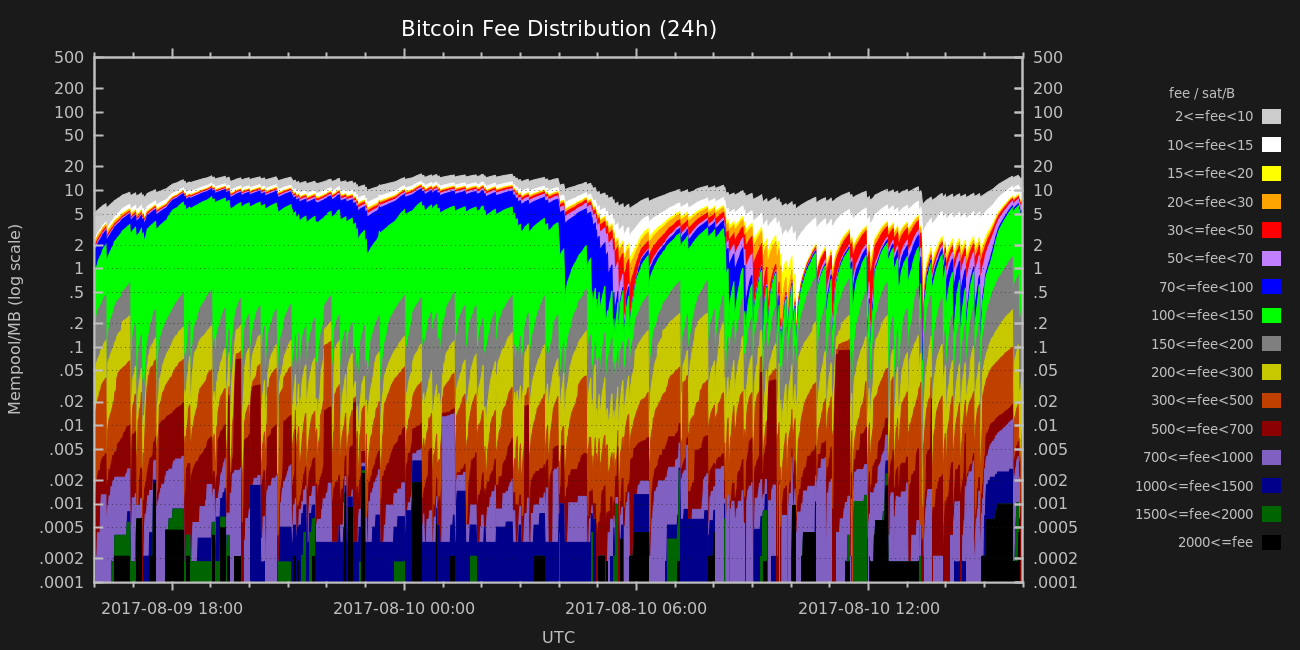 Bitcoin Fee Distribution (24h)
Mempool/MB (log scale)
500
200
100
50
20
10
5
2
1
.5
.2
.1
.05
.02
.01
.005
.002
.001
.0005
.0002
.0001
500
200
100
50
20
10
5
2
1
.5
.2
.1
.05
.02
.01
.005
.002
.001
.0005
.0002
.0001
2017-08-09 18:00
2017-08-10 00:00
2017-08-10 06:00
2017-08-10 12:00
UTC
fee / sat/B
2<=fee<10
10<=fee<15
15<=fee<20
20<=fee<30
30<=fee<50
50<=fee<70
70<=fee<100
100<=fee<150
150<=fee<200
200<=fee<300
300<=fee<500
500<=fee<700
700<=fee<1000
1000<=fee<1500
1500<=fee<2000
2000<=fee